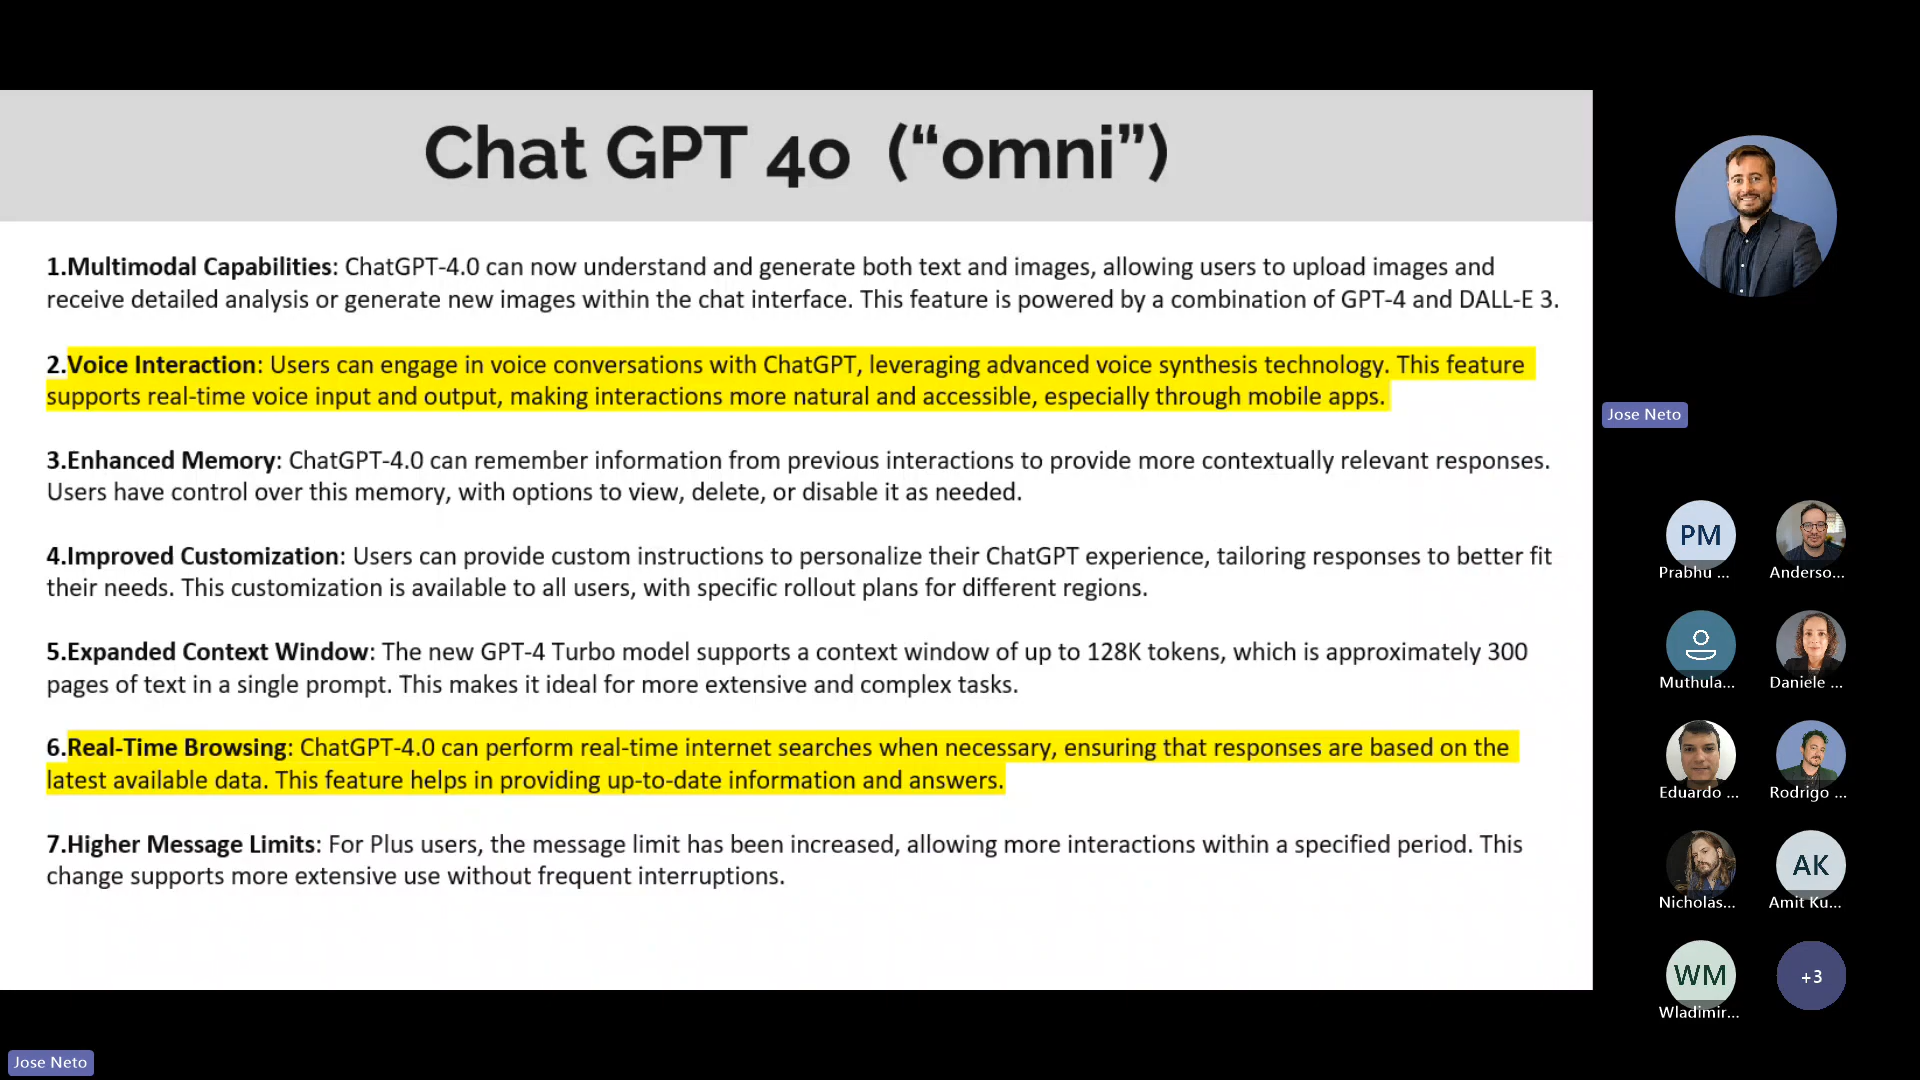 Chat GPT 4o (“omni”)
1.Multimodal Capabilities: ChatGPT-4.0 can now understand and generate both text and images, allowing users to upload images and
receive detailed analysis or generate new images within the chat interface. This feature is powered by a combination of GPT-4 and DALL-E 3.
2.Voice Interaction: Users can engage in voice conversations with ChatGPT, leveraging advanced voice synthesis technology. This feature
supports real-time voice input and output, making interactions more natural and accessible, especially through mobile apps.
3.Enhanced Memory: ChatGPT-4.0 can remember information from previous interactions to provide more contextually relevant responses.
Users have control over this memory, with options to view, delete, or disable it as needed.
4.Improved Customization: Users can provide custom instructions to personalize their ChatGPT experience, tailoring responses to better fit
their needs. This customization is available to all users, with specific rollout plans for different regions.
5.Expanded Context Window: The new GPT-4 Turbo model supports a context window of up to 128K tokens, which is approximately 300
pages of text in a single prompt. This makes it ideal for more extensive and complex tasks.
6.Real-Time Browsing: ChatGPT-4.0 can perform real-time internet searches when necessary, ensuring that responses are based on the
latest available data. This feature helps in providing up-to-date information and answers.
7.Higher Message Limits: For Plus users, the message limit has been increased, allowing more interactions within a specified period. This
change supports more extensive use without frequent interruptions.
Jose Neto
PM
Prabhu ...
Anderso...
Muthula...
Daniele ...
Eduardo ...
Rodrigo ...
Nicholas...
AK
Amit Ku...
WM
Wladimir...
+3
Jose Neto